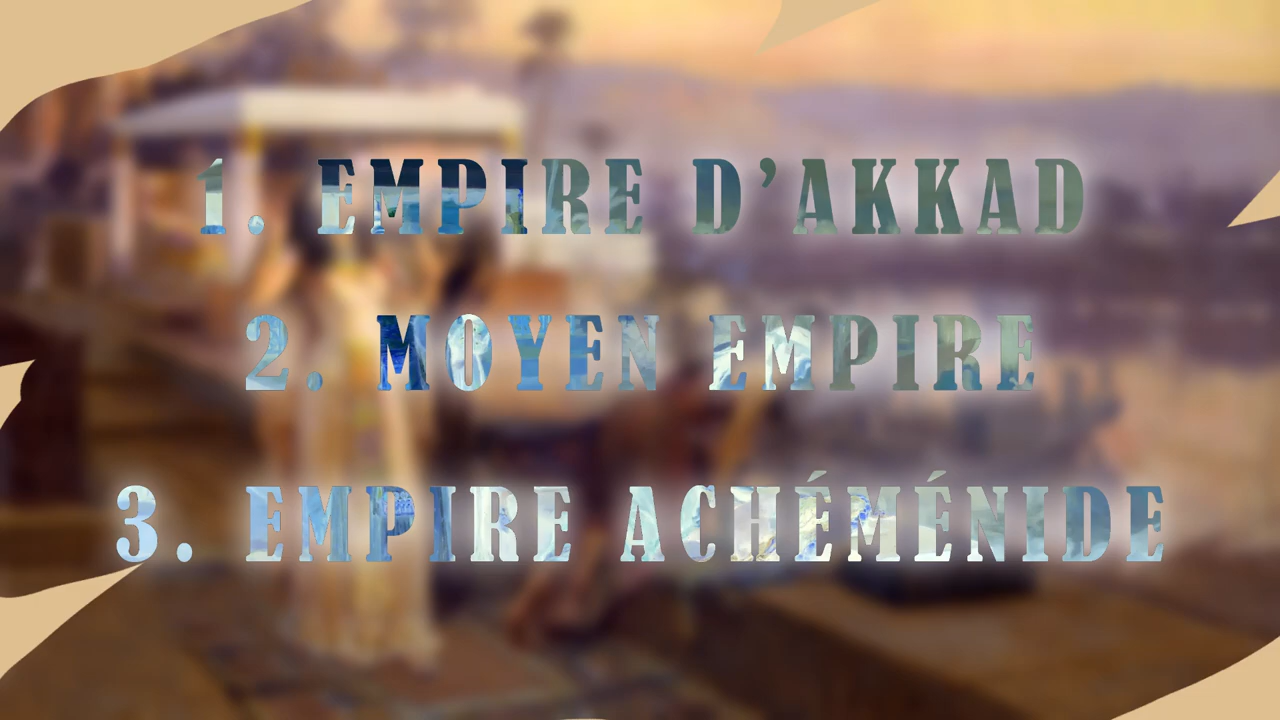 1. EMPIRE D’AKKAD
2. MOYEN EMPIRE
3. EMPIRE ACHÉMÉNIDE